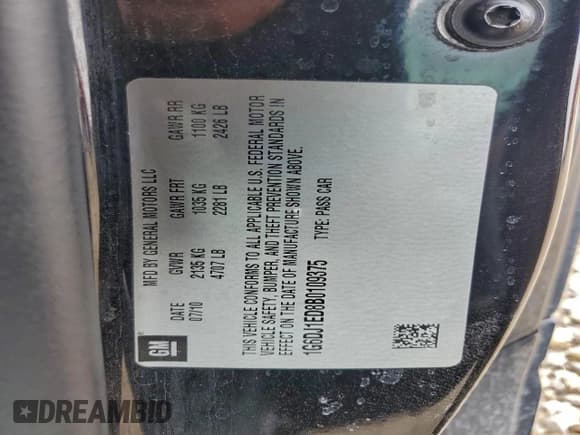 MFD BY GENERAL MOTORS LLC
DATE GVWR GAWR FRT GAWR RR
07/10 2135 KG 1035 KG 1100 KG
4707 LB 2281 LB 2426 LB
THIS VEHICLE CONFORMS TO ALL APPLICABLE U.S. FEDERAL MOTOR
VEHICLE SAFETY, BUMPER, AND THEFT PREVENTION STANDARDS IN
EFFECT ON THE DATE OF MANUFACTURE SHOWN ABOVE.
1G6DJ1ED8B0109375 TYPE: PASS CAR
GM
DREAMBID